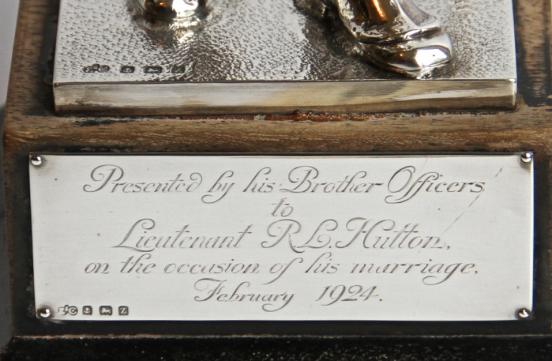 Presented by his Brother Officers
to
Lieutenant R.L. Hutton,
on the occasion of his marriage.
February 1924.